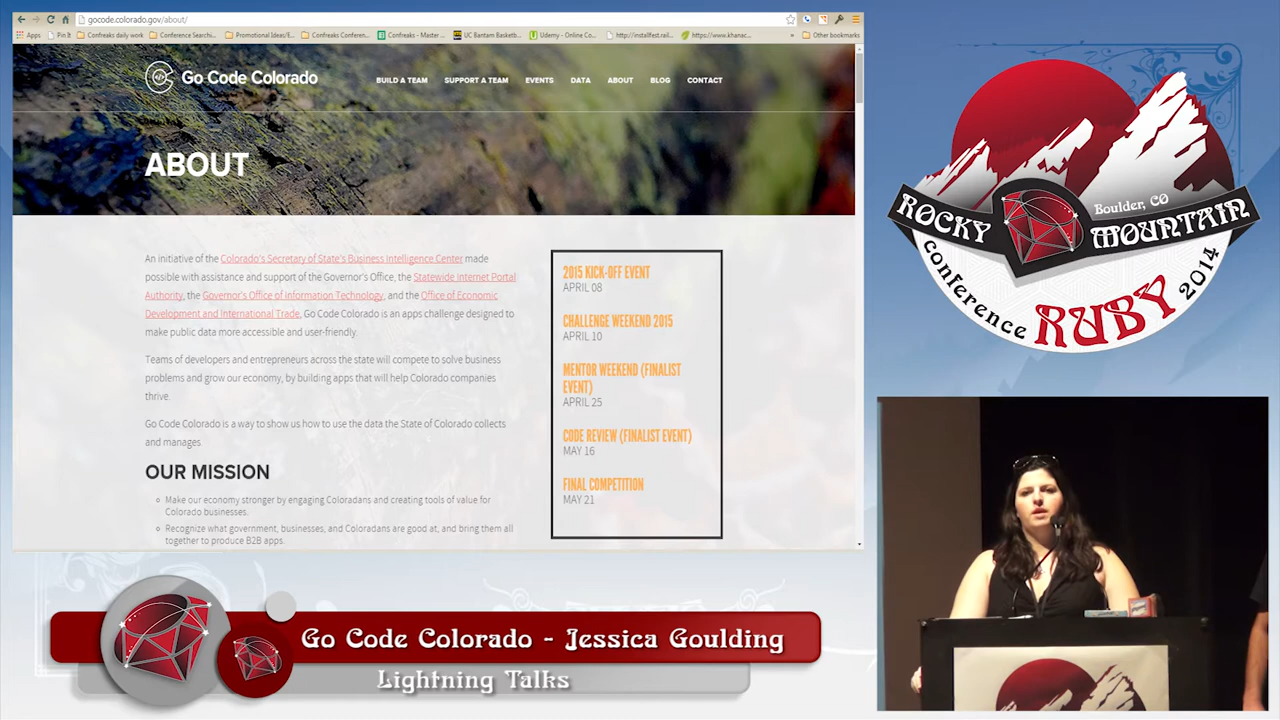 gocode.colorado.gov/about/
Apps
Pin It
Confreaks daily work
Conference Searchi...
Promotional Ideas/E...
Confreaks Conferen...
Confreaks - Master ...
UC Bantam Basketb...
Udemy - Online Co...
http://installfest.rail...
https://www.khanac...
»
Other bookmarks
Go Code Colorado
BUILD A TEAM
SUPPORT A TEAM
EVENTS
DATA
ABOUT
BLOG
CONTACT
ABOUT
An initiative of the Colorado's Secretary of State's Business Intelligence Center made
possible with assistance and support of the Governor's Office, the Statewide Internet Portal
Authority, the Governor's Office of Information Technology, and the Office of Economic
Development and International Trade, Go Code Colorado is an apps challenge designed to
make public data more accessible and user-friendly.
Teams of developers and entrepreneurs across the state will compete to solve business
problems and grow our economy, by building apps that will help Colorado companies
thrive.
Go Code Colorado is a way to show us how to use the data the State of Colorado collects
and manages.
OUR MISSION
Make our economy stronger by engaging Coloradans and creating tools of value for
Colorado businesses.
Recognize what government, businesses, and Coloradans are good at, and bring them all
together to produce B2B apps.
2015 KICK-OFF EVENT
APRIL 08
CHALLENGE WEEKEND 2015
APRIL 10
MENTOR WEEKEND (FINALIST
EVENT)
APRIL 25
CODE REVIEW (FINALIST EVENT)
MAY 16
FINAL COMPETITION
MAY 21
ROCKY MOUNTAIN
Boulder, CO
Conference RUBY 2014
Go Code Colorado - Jessica Goulding
Lightning Talks